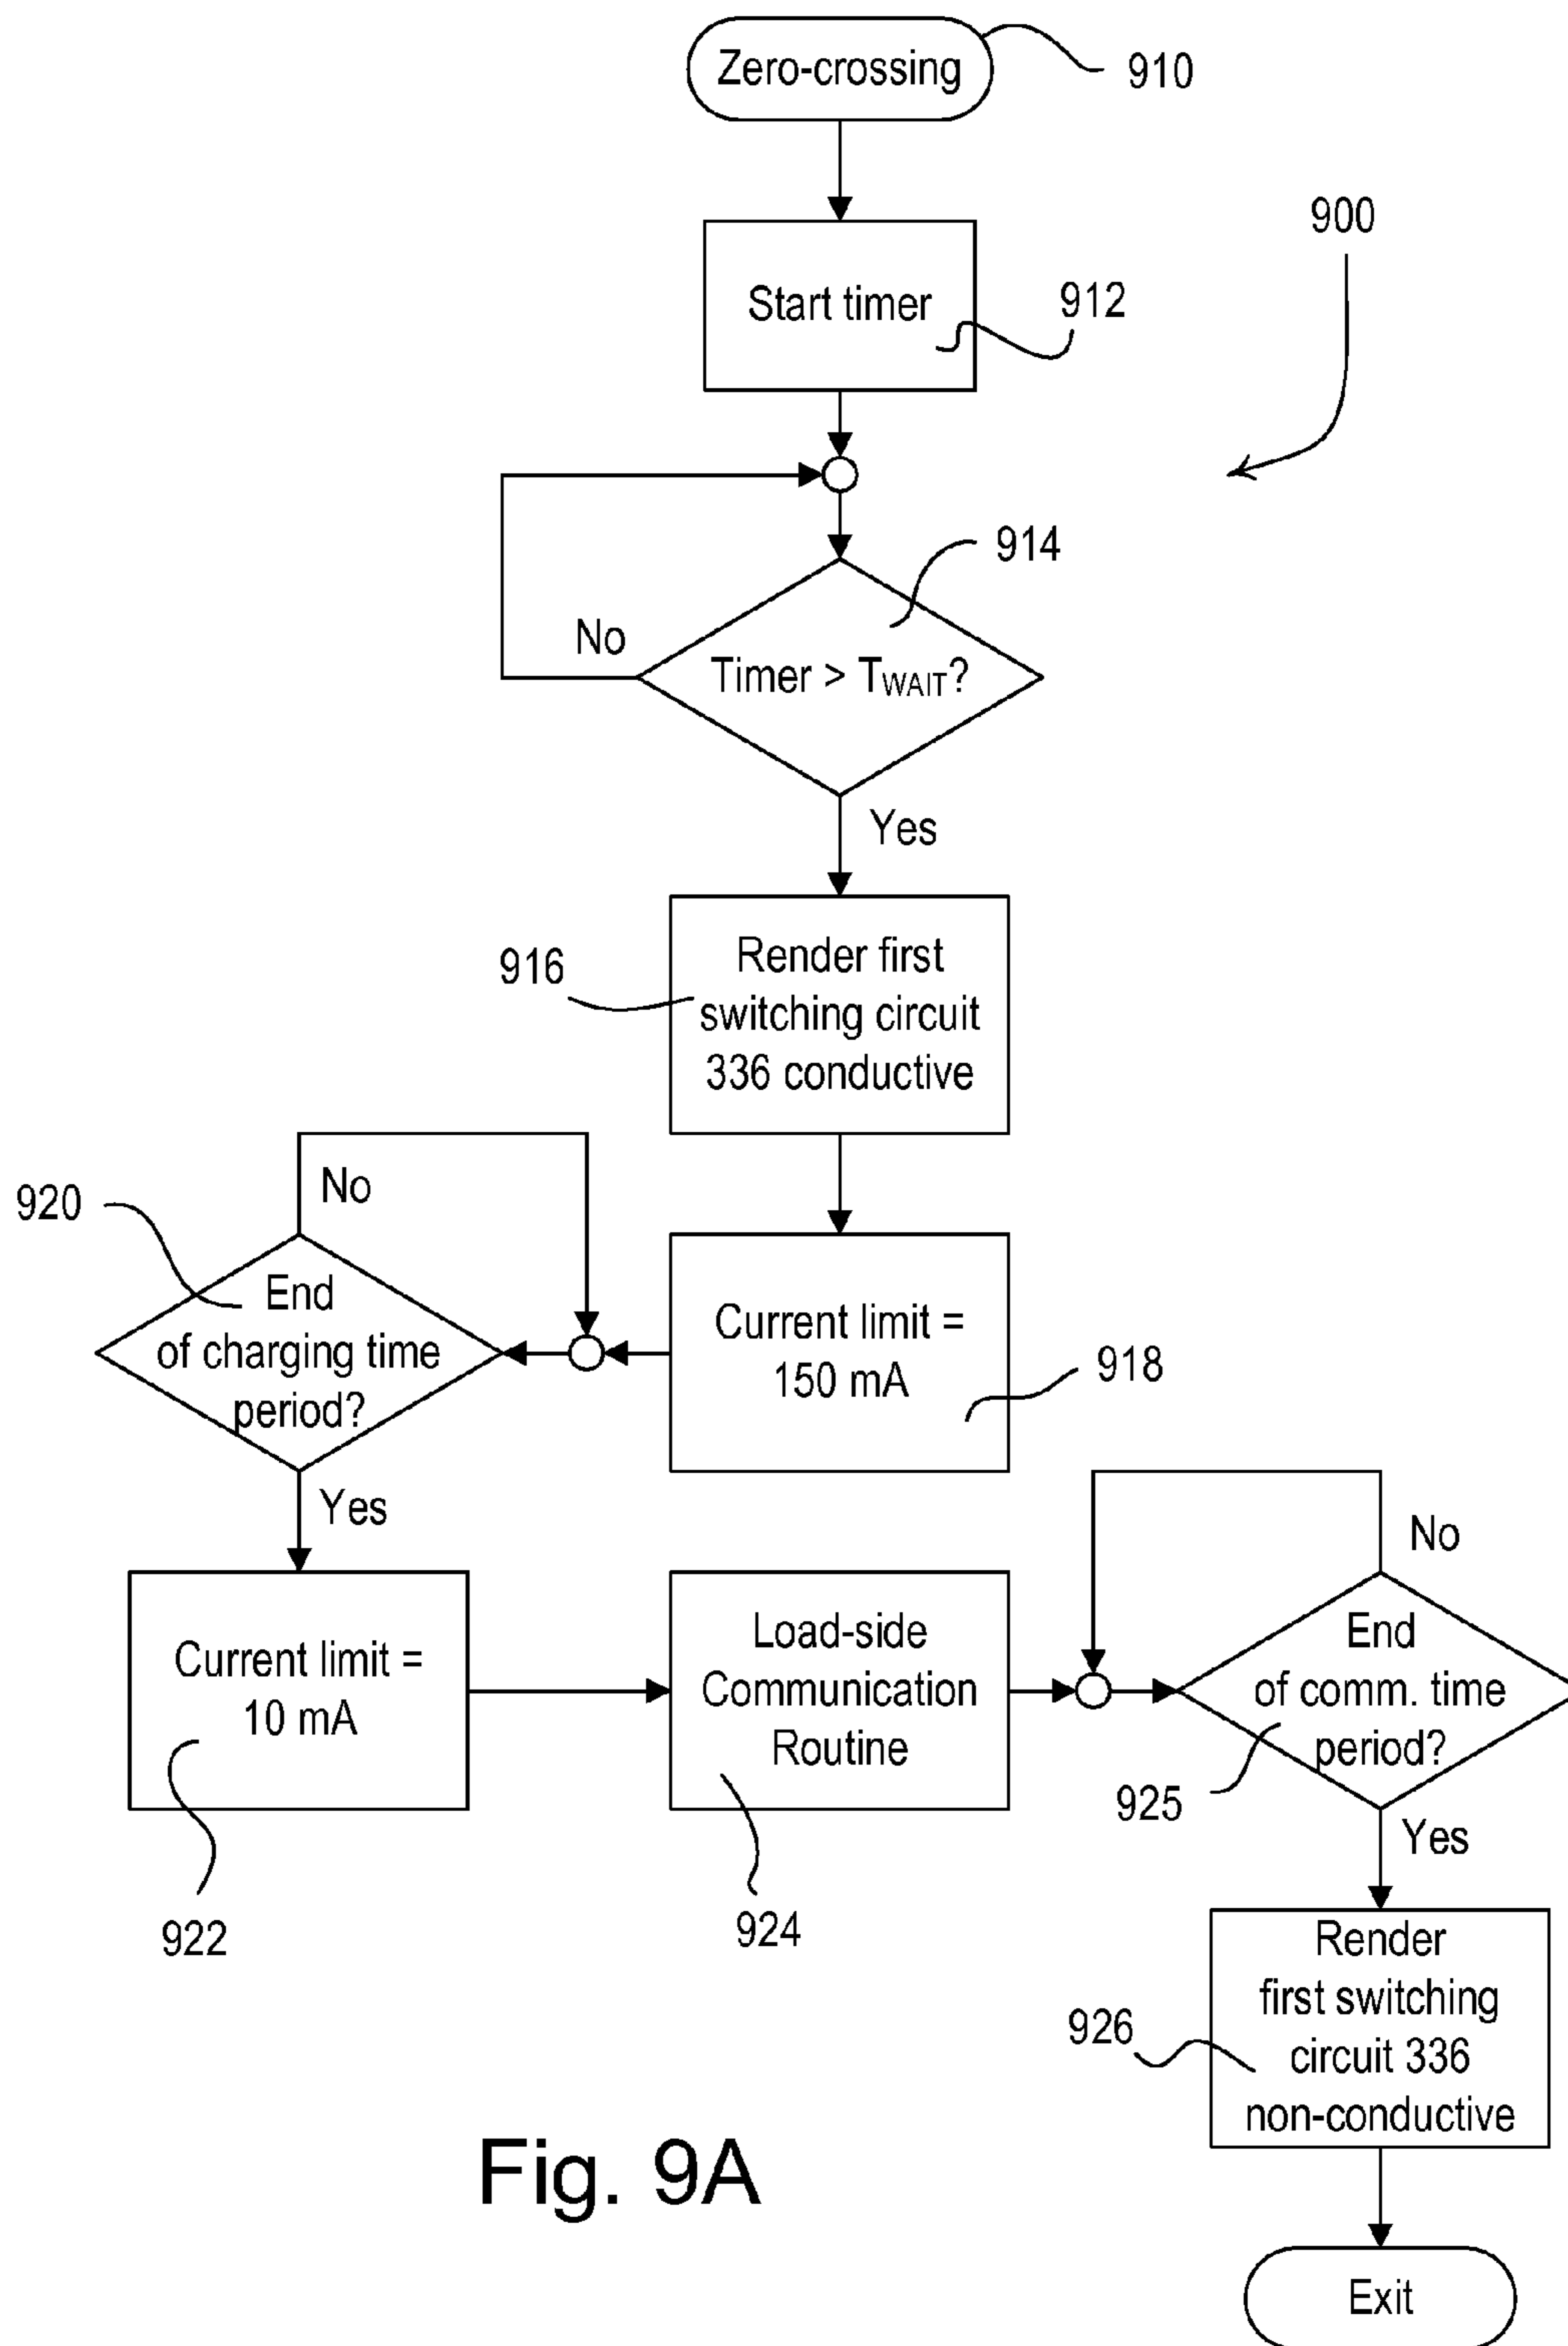 Zero-crossing
910
900
Start timer
912
914
No
Timer > TWAIT?
Yes
916
Render first
switching circuit
336 conductive
920
No
End
of charging time
period?
Current limit =
150 mA
918
Yes
No
Current limit =
10 mA
Load-side
Communication
Routine
End
of comm. time
period?
925
Yes
922
924
Render
first switching
circuit 336
non-conductive
926
Fig. 9A
Exit